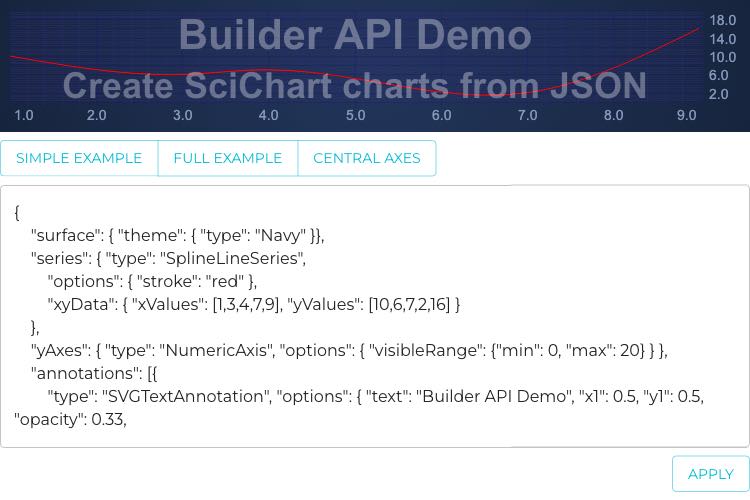 Builder API Demo
Create SciChart charts from JSON
18.0
14.0
10.0
6.0
2.0
1.0 2.0 3.0 4.0 5.0 6.0 7.0 8.0 9.0
SIMPLE EXAMPLE FULL EXAMPLE CENTRAL AXES
{
"surface": { "theme": { "type": "Navy" }},
"series": { "type": "SplineLineSeries",
"options": { "stroke": "red" },
"xyData": { "xValues": [1,3,4,7,9], "yValues": [10,6,7,2,16] }
},
"yAxes": { "type": "NumericAxis", "options": { "visibleRange": {"min": 0, "max": 20} } },
"annotations": [{
"type": "SVGTextAnnotation", "options": { "text": "Builder API Demo", "x1": 0.5, "y1": 0.5,
"opacity": 0.33,
APPLY